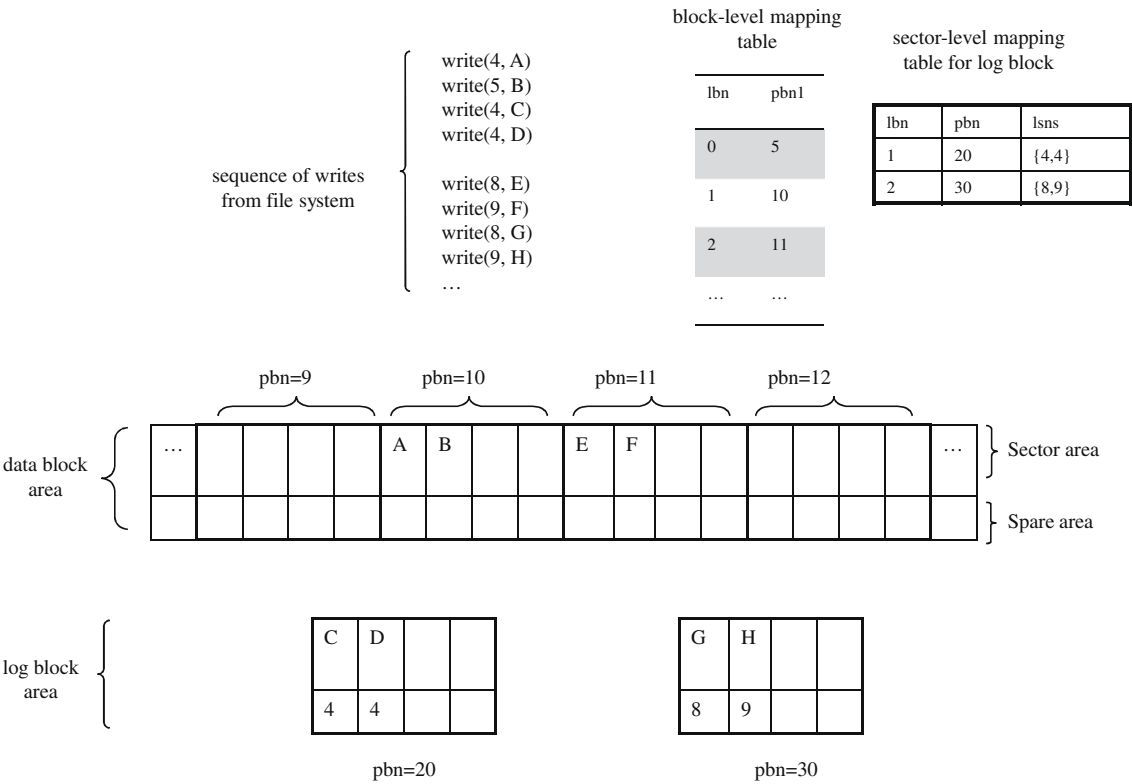 block-level mapping
table
sector-level mapping
table for log block
write(4, A)
write(5, B)
write(4, C)
write(4, D)
write(8, E)
write(9, F)
write(8, G)
write(9, H)
…
sequence of writes
from file system
lbn pbn1
0 5
1 10
2 11
… …
lbn pbn lsns
1 20 {4,4}
2 30 {8,9}
pbn=9 pbn=10 pbn=11 pbn=12
data block
area
… A B E F …
Sector area
Spare area
log block
area
C D
4 4
pbn=20
G H
8 9
pbn=30